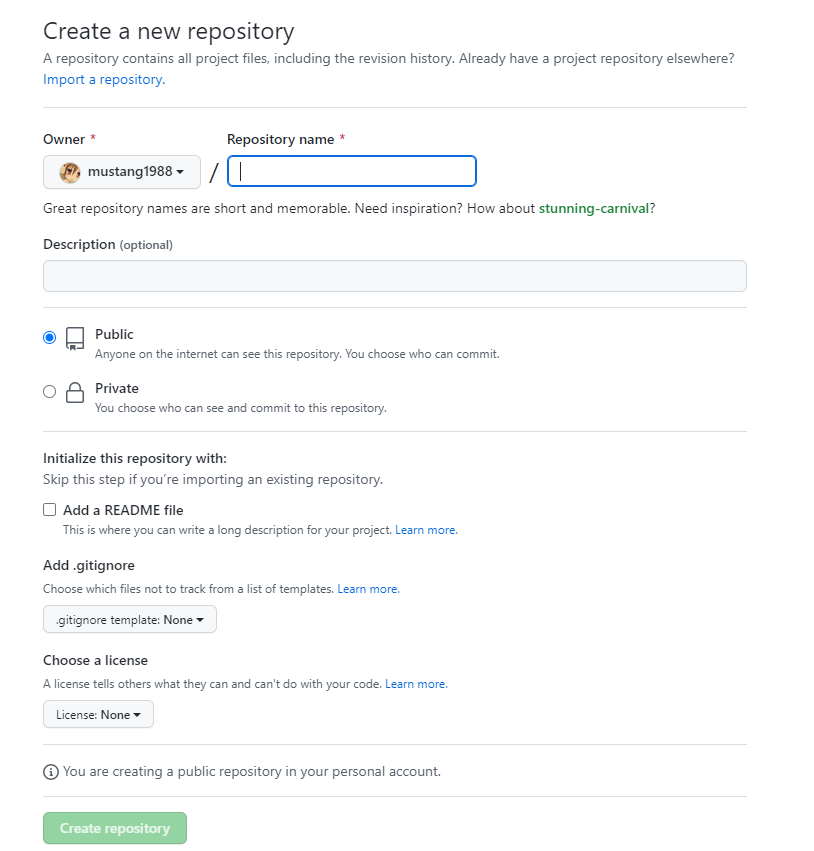 Create a new repository
A repository contains all project files, including the revision history. Already have a project repository elsewhere?
Import a repository.
Owner * Repository name *
mustang1988 /
Great repository names are short and memorable. Need inspiration? How about stunning-carnival?
Description (optional)
Public
Anyone on the internet can see this repository. You choose who can commit.
Private
You choose who can see and commit to this repository.
Initialize this repository with:
Skip this step if you're importing an existing repository.
Add a README file
This is where you can write a long description for your project. Learn more.
Add .gitignore
Choose which files not to track from a list of templates. Learn more.
.gitignore template: None
Choose a license
A license tells others what they can and can't do with your code. Learn more.
License: None
You are creating a public repository in your personal account.
Create repository